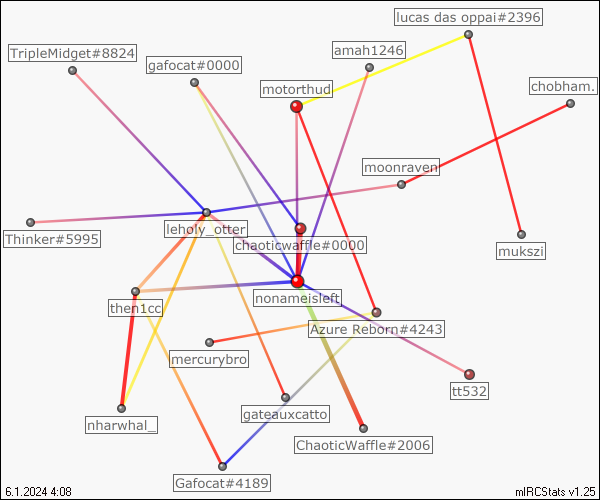 lucas das oppai#2396
TripleMidget#8824
amah1246
gafocat#0000
motorthud
chobham.
moonraven
leholy_otter
Thinker#5995
chaoticwaffle#0000
mukszi
nonameisleft
then1cc
Azure Reborn#4243
mercurybro
tt532
gateauxcatto
nharwhal_
ChaoticWaffle#2006
Gafocat#4189
6.1.2024 4:08
mIRCStats v1.25